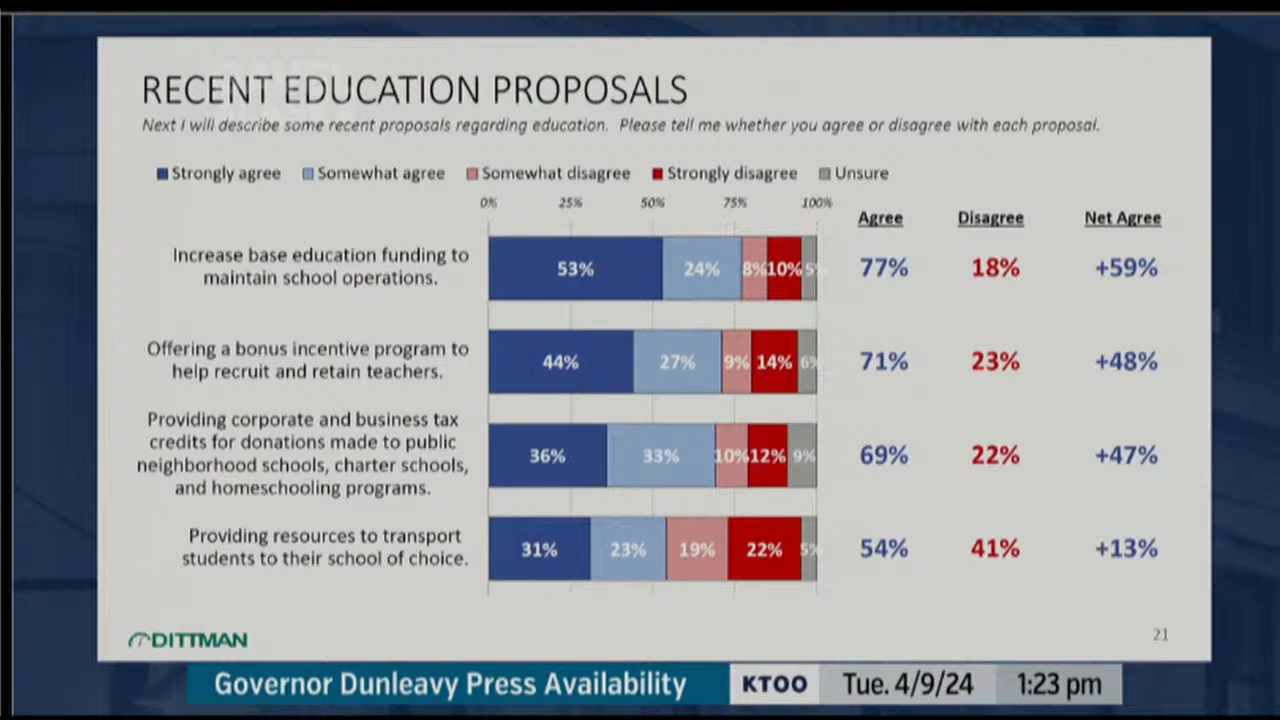 RECENT EDUCATION PROPOSALS
Next I will describe some recent proposals regarding education. Please tell me whether you agree or disagree with each proposal.
Strongly agree Somewhat agree Somewhat disagree Strongly disagree Unsure
0% 25% 50% 75% 100%
Agree Disagree Net Agree
Increase base education funding to
maintain school operations.
53% 24% 8% 10% 5% 77% 18% +59%
Offering a bonus incentive program to
help recruit and retain teachers.
44% 27% 9% 14% 6% 71% 23% +48%
Providing corporate and business tax
credits for donations made to public
neighborhood schools, charter schools,
and homeschooling programs.
36% 33% 10% 12% 9% 69% 22% +47%
Providing resources to transport
students to their school of choice.
31% 23% 19% 22% 5% 54% 41% +13%
DITTMAN
21
Governor Dunleavy Press Availability KTOO Tue. 4/9/24 1:23 pm